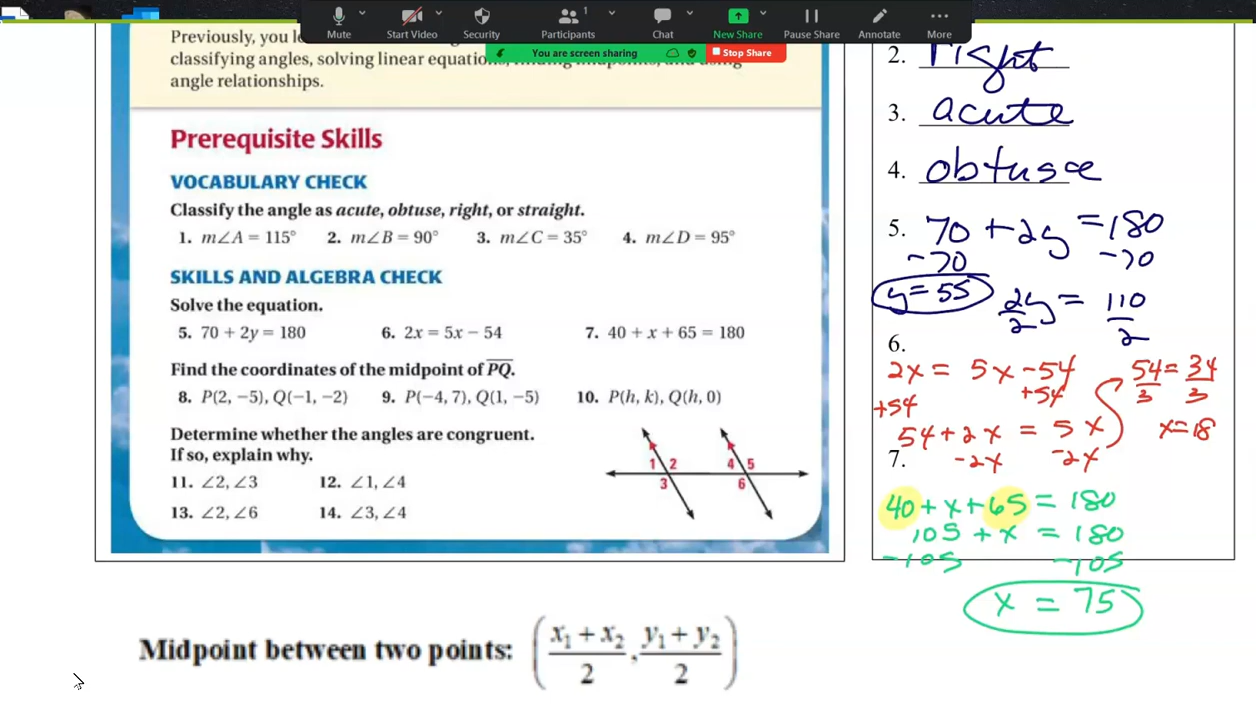 Mute
Start Video
Security
1
Participants
Chat
New Share
Pause Share
Annotate
More
You are screen sharing
Stop Share
Previously, you
classifying angles, solving linear
angle relationships.
Prerequisite Skills
VOCABULARY CHECK
Classify the angle as acute, obtuse, right, or straight.
1. m∠A = 115° 2. m∠B = 90° 3. m∠C = 35° 4. m∠D = 95°
SKILLS AND ALGEBRA CHECK
Solve the equation.
5. 70 + 2y = 180 6. 2x = 5x − 54 7. 40 + x + 65 = 180
Find the coordinates of the midpoint of P̅Q̅.
8. P(2, −5), Q(−1, −2) 9. P(−4, 7), Q(1, −5) 10. P(h, k), Q(h, 0)
Determine whether the angles are congruent.
If so, explain why.
11. ∠2, ∠3 12. ∠1, ∠4
13. ∠2, ∠6 14. ∠3, ∠4
1 2 4 5
3 6
Midpoint between two points: (x₁ + x₂ / 2, y₁ + y₂ / 2)
2. right
3. acute
4. obtuse
5. 70 + 2y = 180
-70 -70
y = 55 2y/2 = 110/2
6.
2x = 5x - 54
+54 +54
54 + 2x = 5x
-2x -2x
54/3 = 34/3
x = 18
7.
40 + x + 65 = 180
105 + x = 180
-105 -105
x = 75